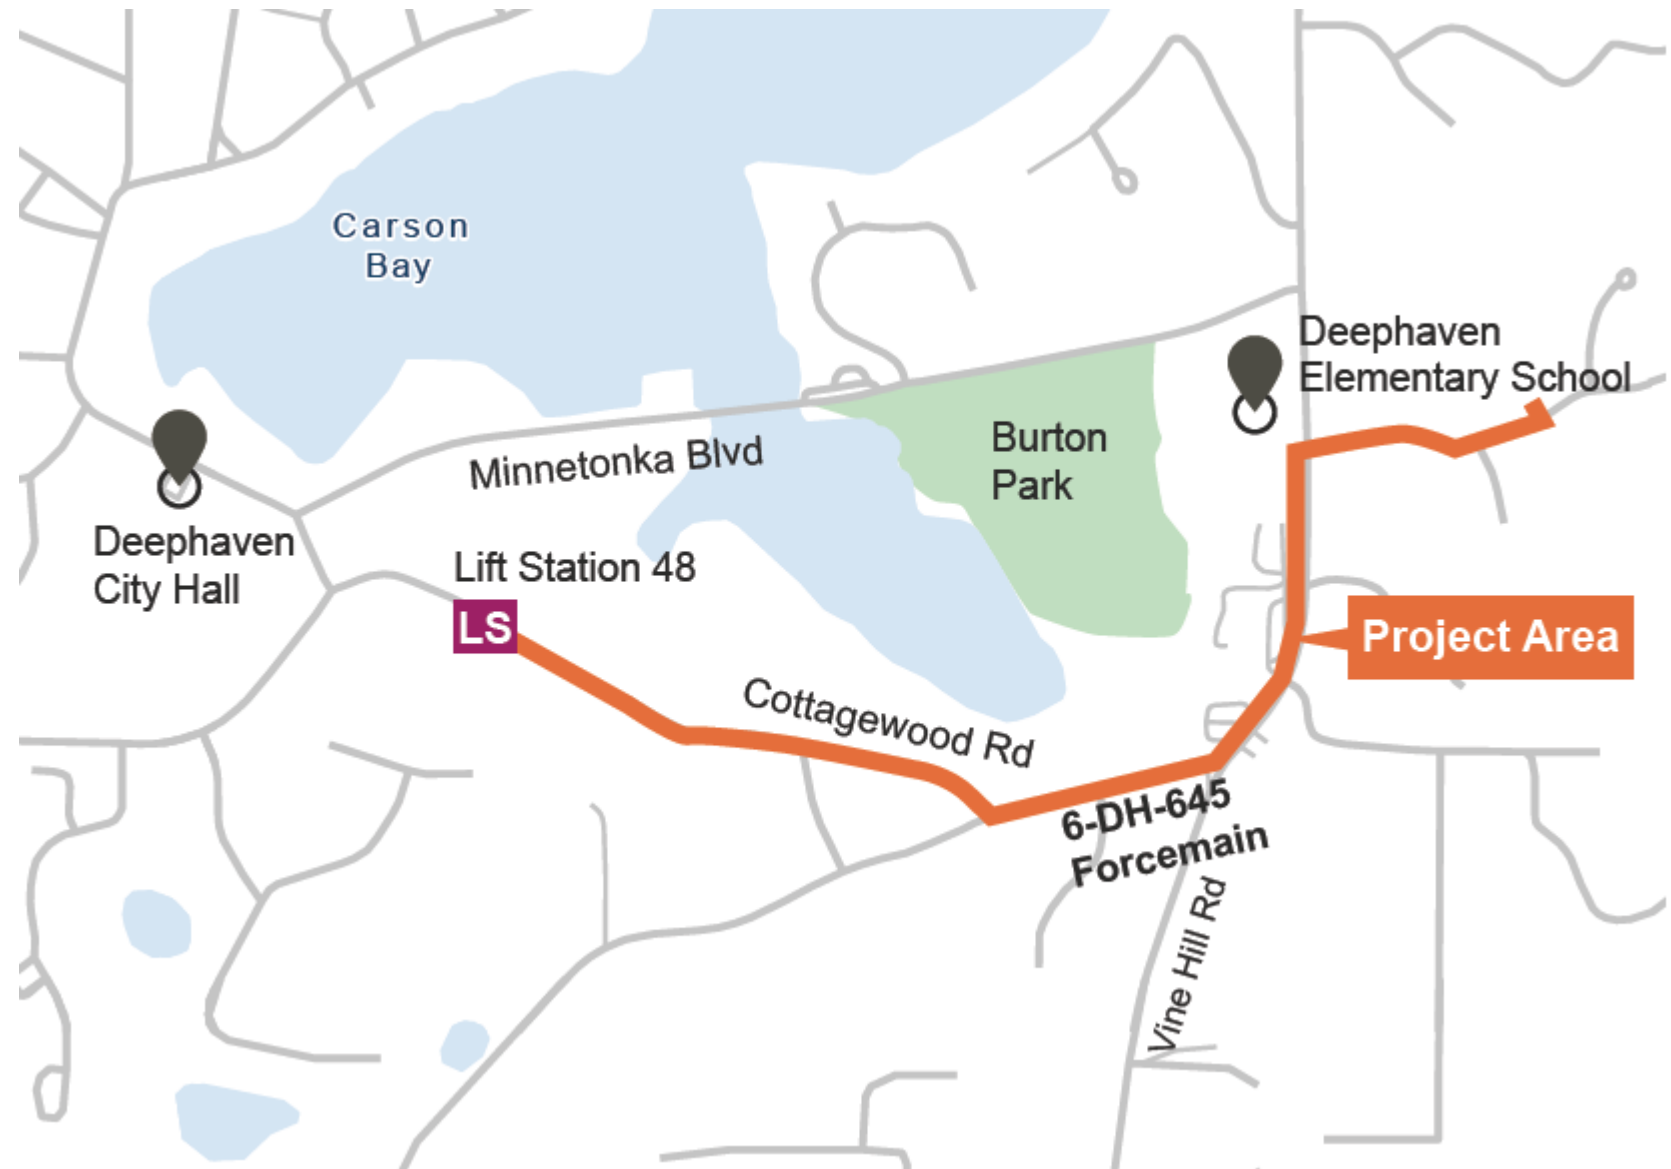 Carson
Bay
Deephaven
Elementary School
Burton
Park
Minnetonka Blvd
Deephaven
City Hall
Lift Station 48
LS
Project Area
Cottagewood Rd
6-DH-645
Forcemain
Vine Hill Rd